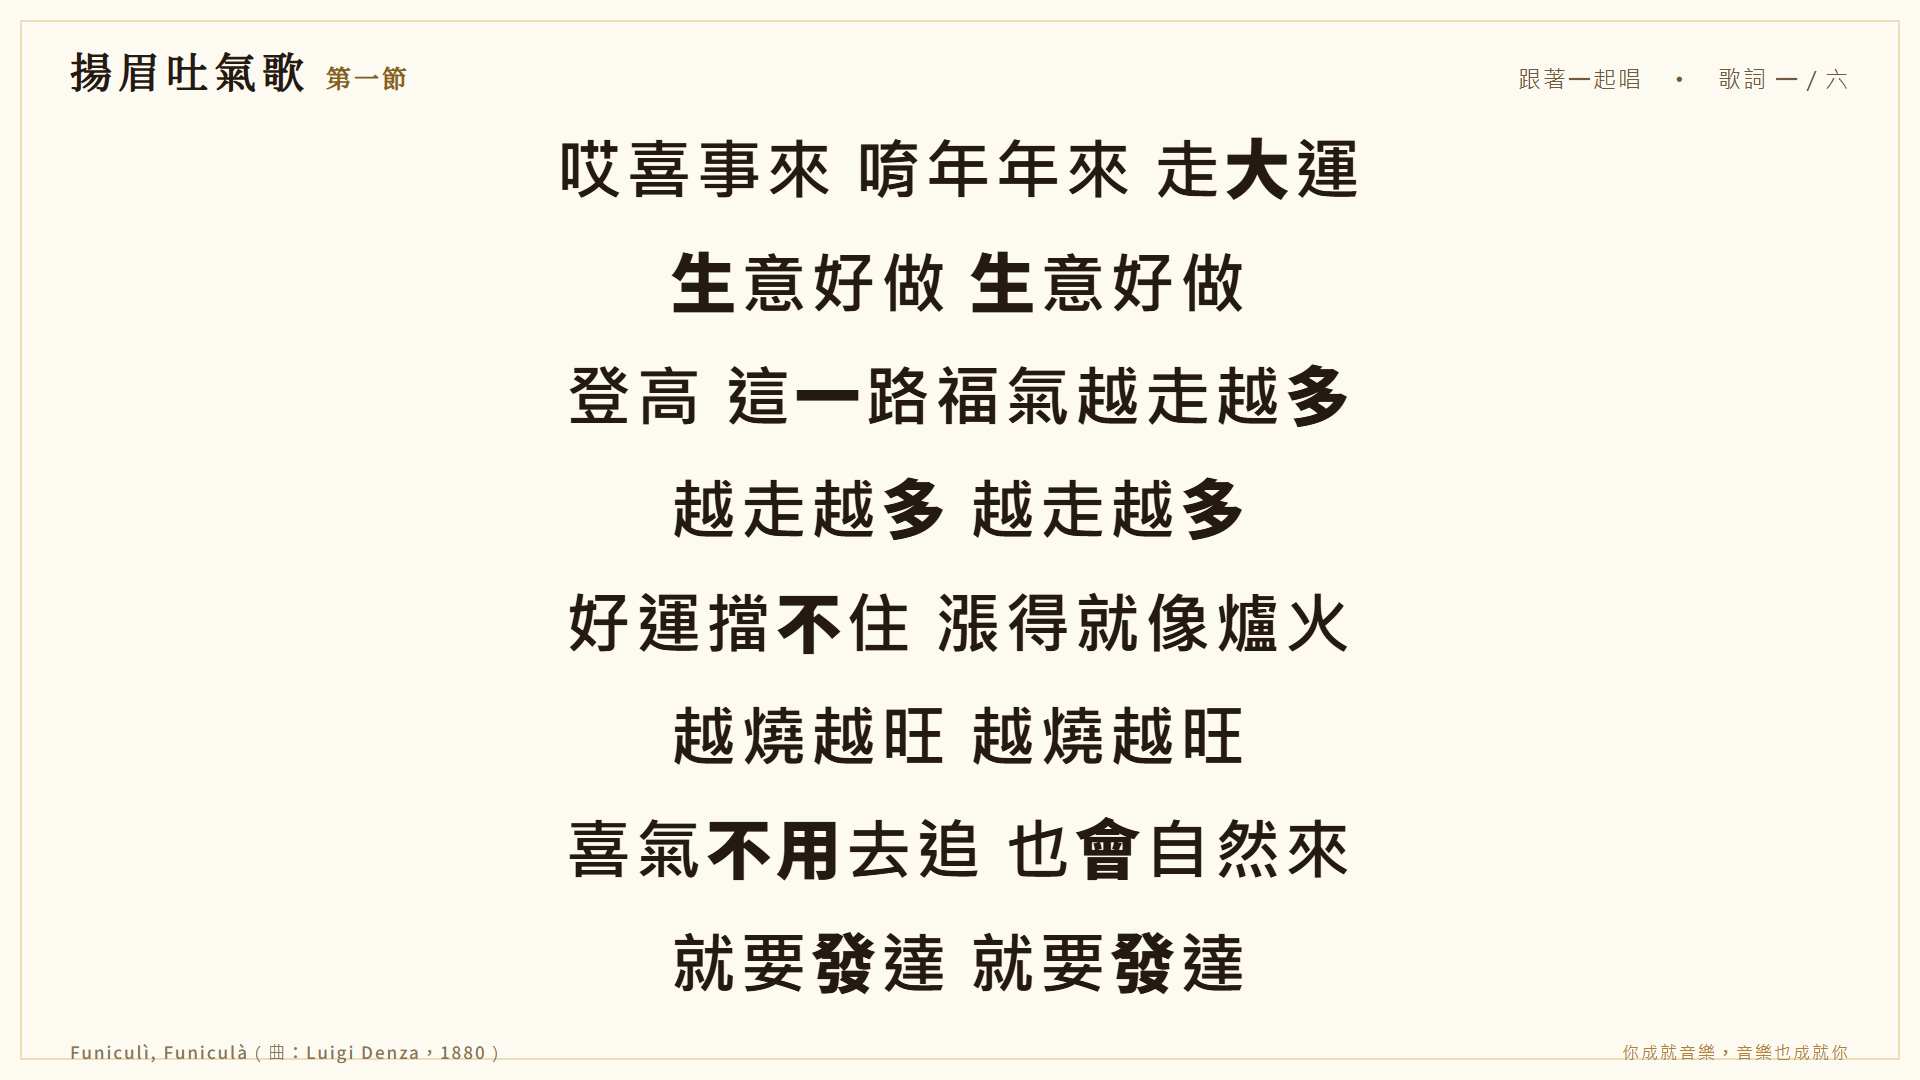 揚眉吐氣歌 第一節
跟著一起唱 • 歌詞 一 / 六
哎喜事來 唷年年來 走大運
生意好做 生意好做
登高 這一路福氣越走越多
越走越多 越走越多
好運擋不住 漲得就像爐火
越燒越旺 越燒越旺
喜氣不用去追 也會自然來
就要發達 就要發達
Funiculì, Funiculà（曲：Luigi Denza，1880）
你成就音樂，音樂也成就你